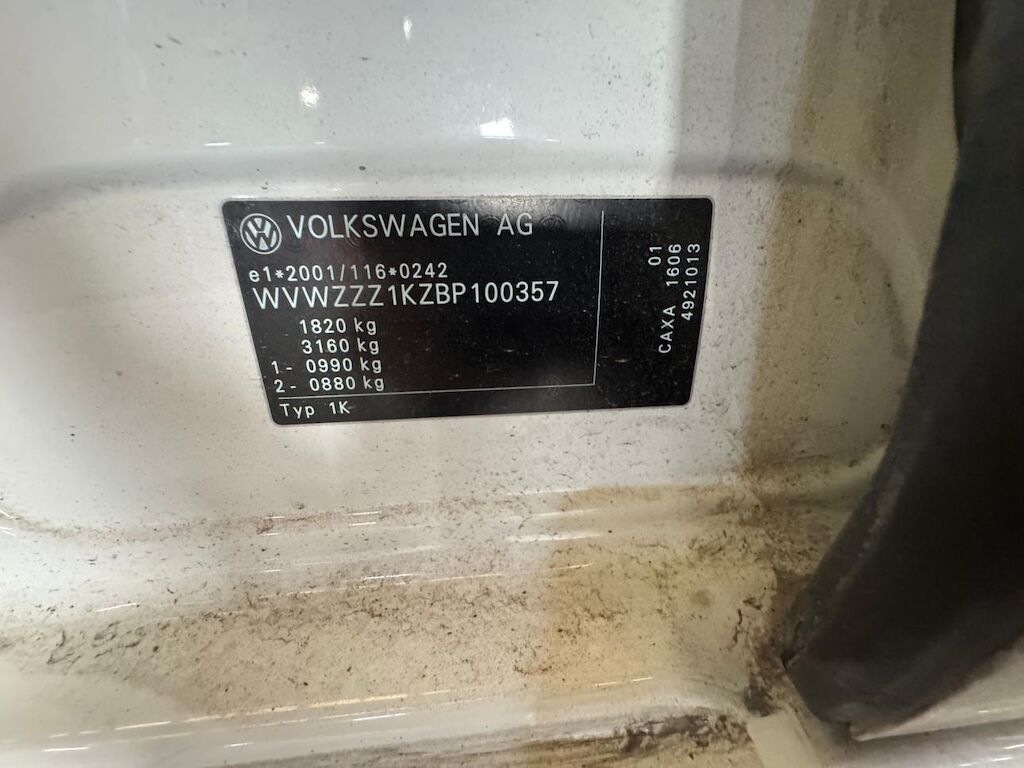 VOLKSWAGEN AG
e1*2001/116*0242
WVWZZZ1KZBP100357
1820 kg
3160 kg
1- 0990 kg
2- 0880 kg
Typ 1K
01
CAXA 1606
4921013